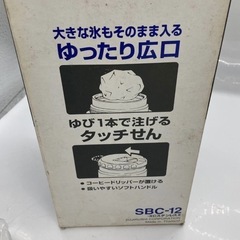 大きな氷もそのまま入る
ゆったり広口
ゆび1本で注げる
タッチせん
●コーヒードリッパーが置ける
●扱いやすいソフトハンドル
SBC-12